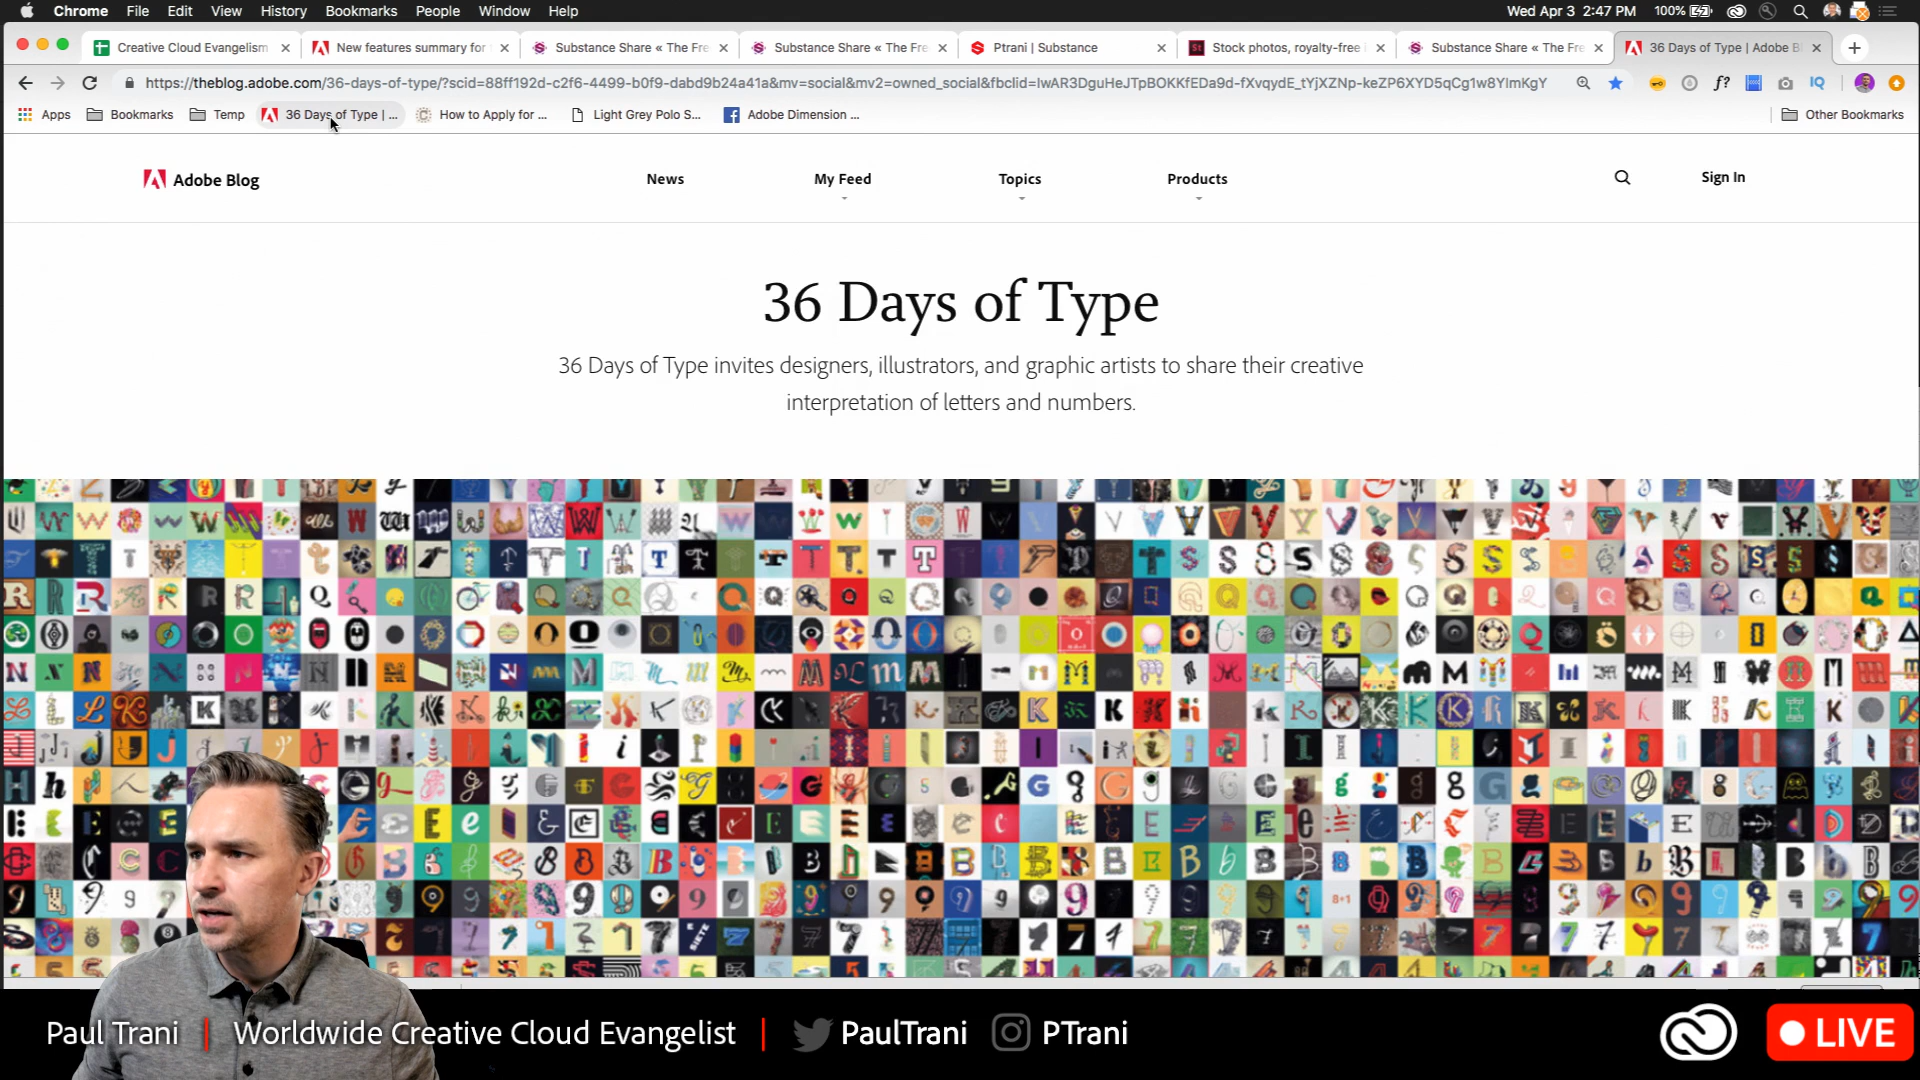 Chrome File Edit View History Bookmarks People Window Help Wed Apr 3 2:47 PM 100%
Creative Cloud Evangelism New features summary for Substance Share « The Fre Substance Share « The Fre Ptrani | Substance Stock photos, royalty-free Substance Share « The Fre 36 Days of Type | Adobe B
https://theblog.adobe.com/36-days-of-type/?scid=88ff192d-c2f6-4499-b0f9-dabd9b24a41a&mv=social&mv2=owned_social&fbclid=IwAR3DguHeJTpBOKKfEDa9d-fXvqydE_tYjXZNp-keZP6XYD5qCg1w8YlmKgY
Apps Bookmarks Temp 36 Days of Type | ... How to Apply for ... Light Grey Polo S... Adobe Dimension ... Other Bookmarks
Adobe Blog News My Feed Topics Products Sign In
36 Days of Type
36 Days of Type invites designers, illustrators, and graphic artists to share their creative
interpretation of letters and numbers.
Paul Trani | Worldwide Creative Cloud Evangelist | PaulTrani PTrani LIVE